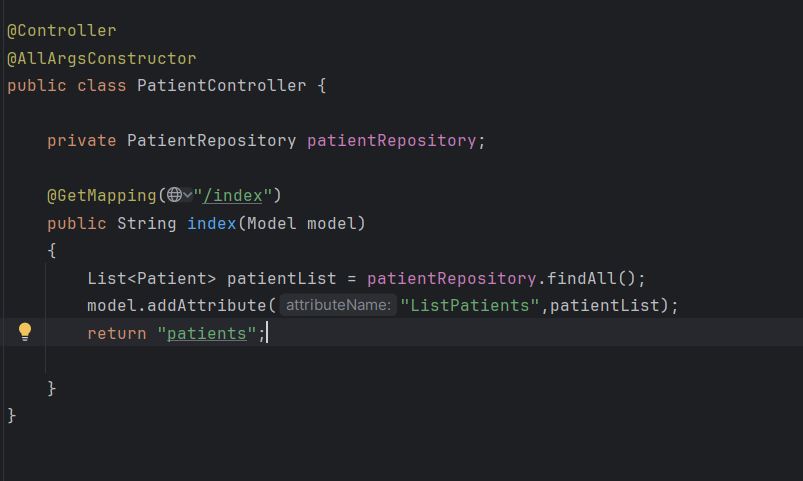 @Controller
@AllArgsConstructor
public class PatientController {
private PatientRepository patientRepository;
@GetMapping("/index")
public String index(Model model)
{
List<Patient> patientList = patientRepository.findAll();
model.addAttribute( attributeName: "ListPatients",patientList);
return "patients";
}
}